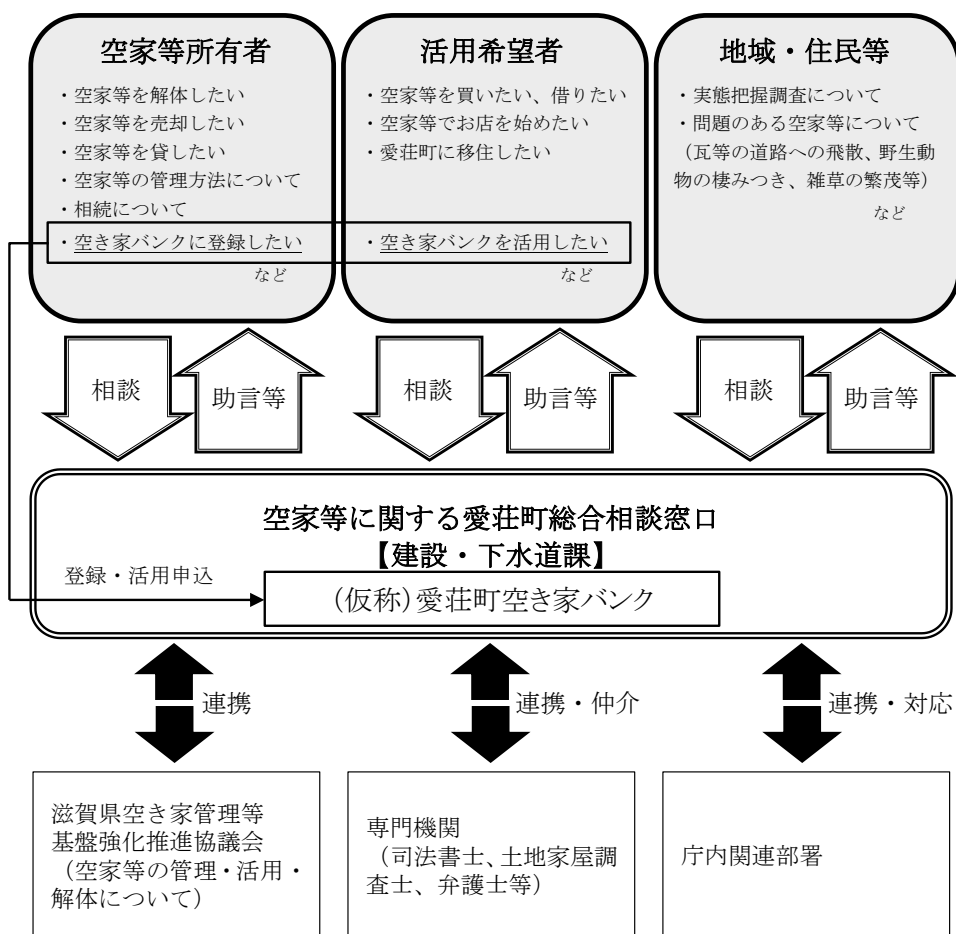 空家等所有者
・空家等を解体したい
・空家等を売却したい
・空家等を貸したい
・空家等の管理方法について
・相続について
・空き家バンクに登録したい
など
活用希望者
・空家等を買いたい、借りたい
・空家等でお店を始めたい
・愛荘町に移住したい
・空き家バンクを活用したい
など
地域・住民等
・実態把握調査について
・問題のある空家等について
（瓦等の道路への飛散、野生動
物の棲みつき、雑草の繁茂等）
など
相談
助言等
相談
助言等
相談
助言等
空家等に関する愛荘町総合相談窓口
【建設・下水道課】
登録・活用申込
(仮称)愛荘町空き家バンク
連携
連携・仲介
連携・対応
滋賀県空き家管理等
基盤強化推進協議会
（空家等の管理・活用・
解体について）
専門機関
（司法書士、土地家屋調
査士、弁護士等）
庁内関連部署